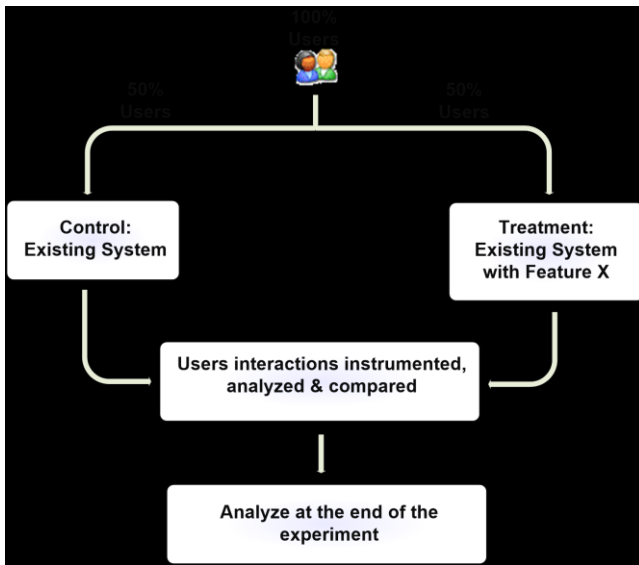 100%
Users
50%
Users
50%
Users
Control:
Existing System
Treatment:
Existing System
with Feature X
Users interactions instrumented,
analyzed & compared
Analyze at the end of the
experiment